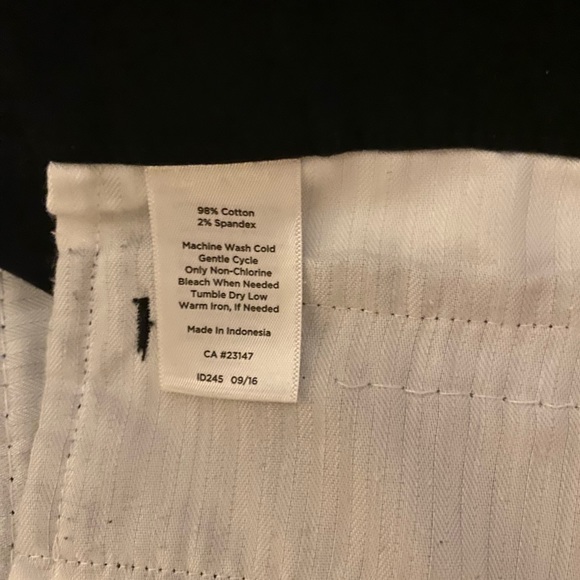 98% Cotton
2% Spandex
Machine Wash Cold
Gentle Cycle
Only Non-Chlorine
Bleach When Needed
Tumble Dry Low
Warm Iron, If Needed
Made In Indonesia
CA #23147
ID245 09/16